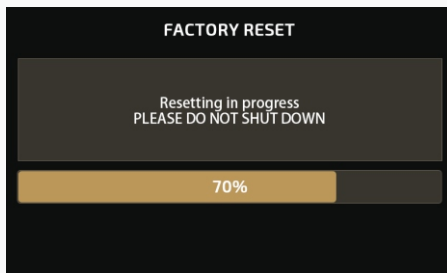 FACTORY RESET
Resetting in progress
PLEASE DO NOT SHUT DOWN
70%